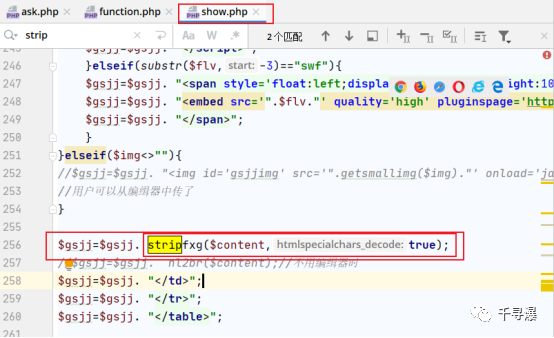 ask.php × function.php × show.php ×
strip × Aa W .* 2 个匹配
245 $gsjj=$gsjj. "</script>";
246 }elseif(substr($flv, start: -3)=="swf"){
247 $gsjj=$gsjj. "<span style='float:left;displa ight:10
248 $gsjj=$gsjj. "<embed src='".$flv."' quality='high' pluginspage='http
249 $gsjj=$gsjj. "</span>";
250 }
251 }elseif($img<>""){
252 //$gsjj=$gsjj. "<img id='gsjjimg' src='".getsmallimg($img)."' onload='ja
253 //用户可以从编缉器中传了
254 }
255
256 $gsjj=$gsjj. stripfxg($content, htmlspecialchars_decode: true);
257 //$gsjj=$gsjj. nl2br($content);//不用编缉器时
258 $gsjj=$gsjj. "</td>";
259 $gsjj=$gsjj. "</tr>";
260 $gsjj=$gsjj. "</table>";
261
千寻瀑